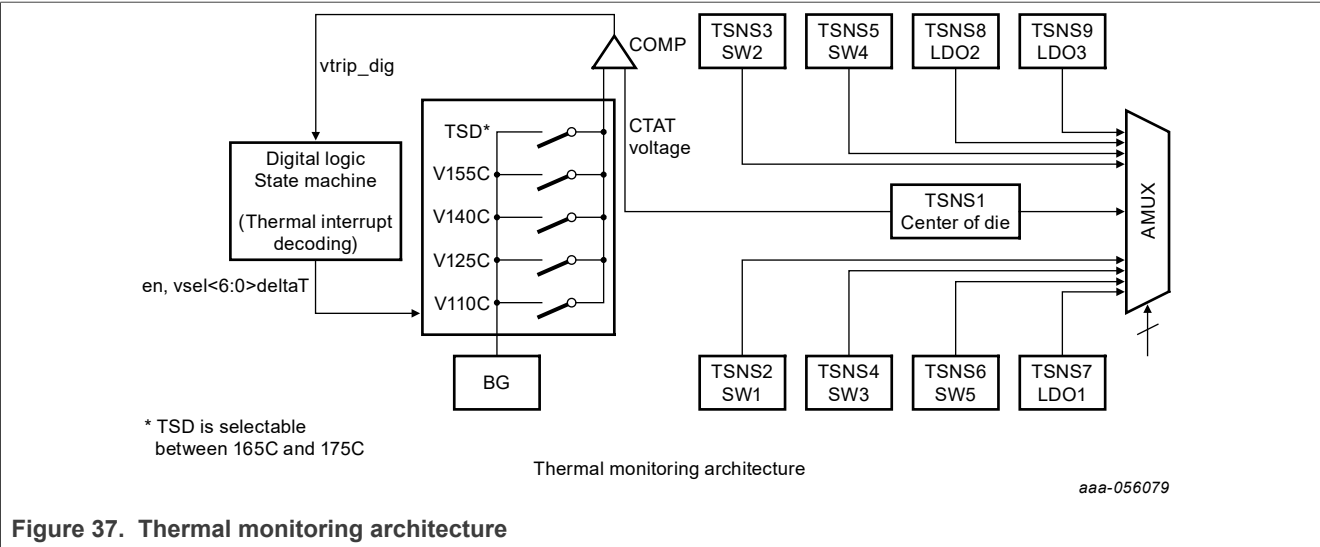 TSNS3
SW2
TSNS5
SW4
TSNS8
LDO2
TSNS9
LDO3
COMP
vtrip_dig
CTAT
voltage
TSD*
V155C
V140C
V125C
V110C
Digital logic
State machine
(Thermal interrupt
decoding)
TSNS1
Center of die
AMUX
en, vsel<6:0>deltaT
BG
TSNS2
SW1
TSNS4
SW3
TSNS6
SW5
TSNS7
LDO1
* TSD is selectable
between 165C and 175C
Thermal monitoring architecture
aaa-056079
Figure 37. Thermal monitoring architecture